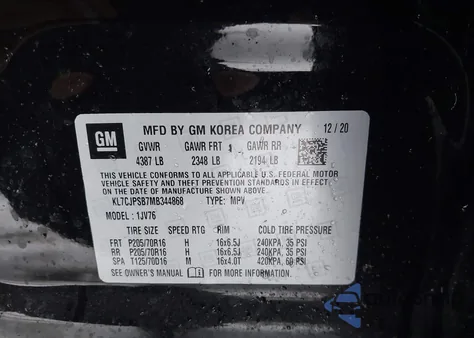 GM
MFD BY GM KOREA COMPANY 12/20
GVWR GAWR FRT GAWR RR
4387 LB 2348 LB 2194 LB
THIS VEHICLE CONFORMS TO ALL APPLICABLE U.S. FEDERAL MOTOR
VEHICLE SAFETY AND THEFT PREVENTION STANDARDS IN EFFECT
ON THE DATE OF MANUFACTURE SHOWN ABOVE.
KL7CJPSB7MB344868 TYPE: MPV
MODEL: 1JV76
TIRE SIZE SPEED RTG RIM COLD TIRE PRESSURE
FRT P205/70R16 H 16x6.5J 240KPA, 35 PSI
RR P205/70R16 H 16x6.5J 240KPA, 35 PSI
SPA T125/70D16 M 16x4.0T 420KPA, 60 PSI
SEE OWNER'S MANUAL FOR MORE INFORMATION.